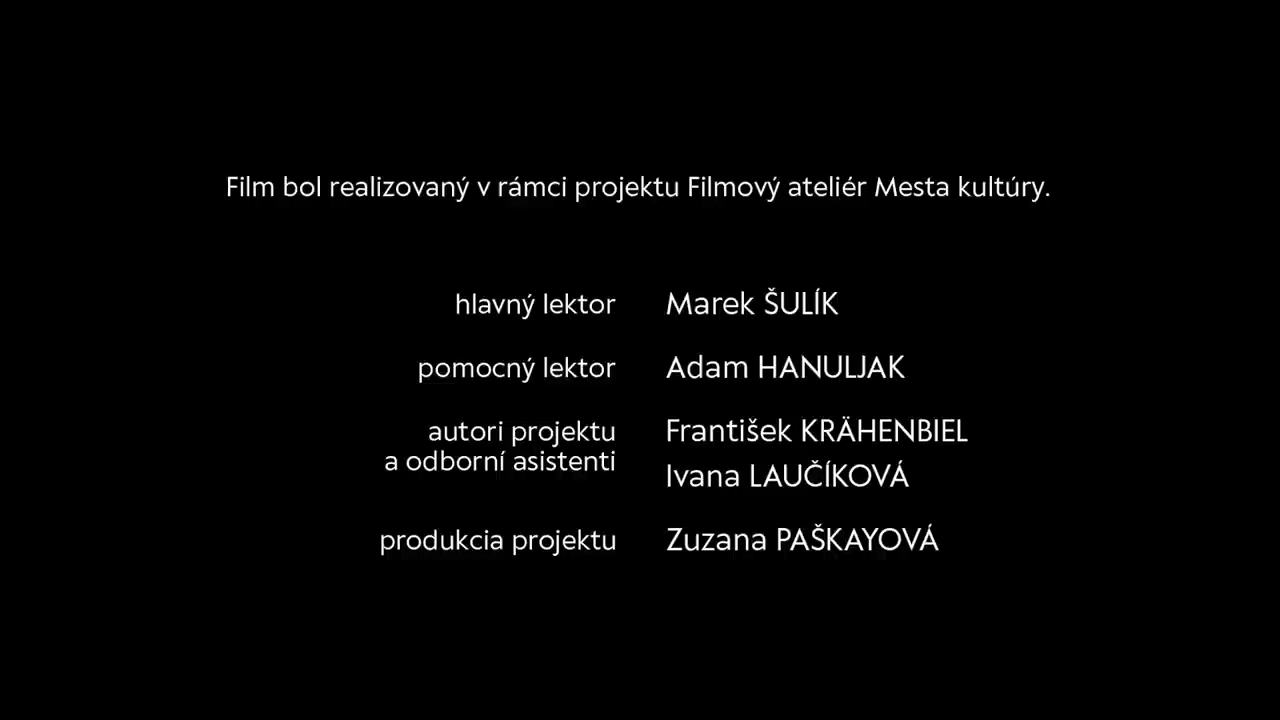 Film bol realizovaný v rámci projektu Filmový ateliér Mesta kultúry.
hlavný lektor Marek ŠULÍK
pomocný lektor Adam HANULJAK
autori projektu František KRÄHENBIEL
a odborní asistenti Ivana LAUČÍKOVÁ
produkcia projektu Zuzana PAŠKAYOVÁ